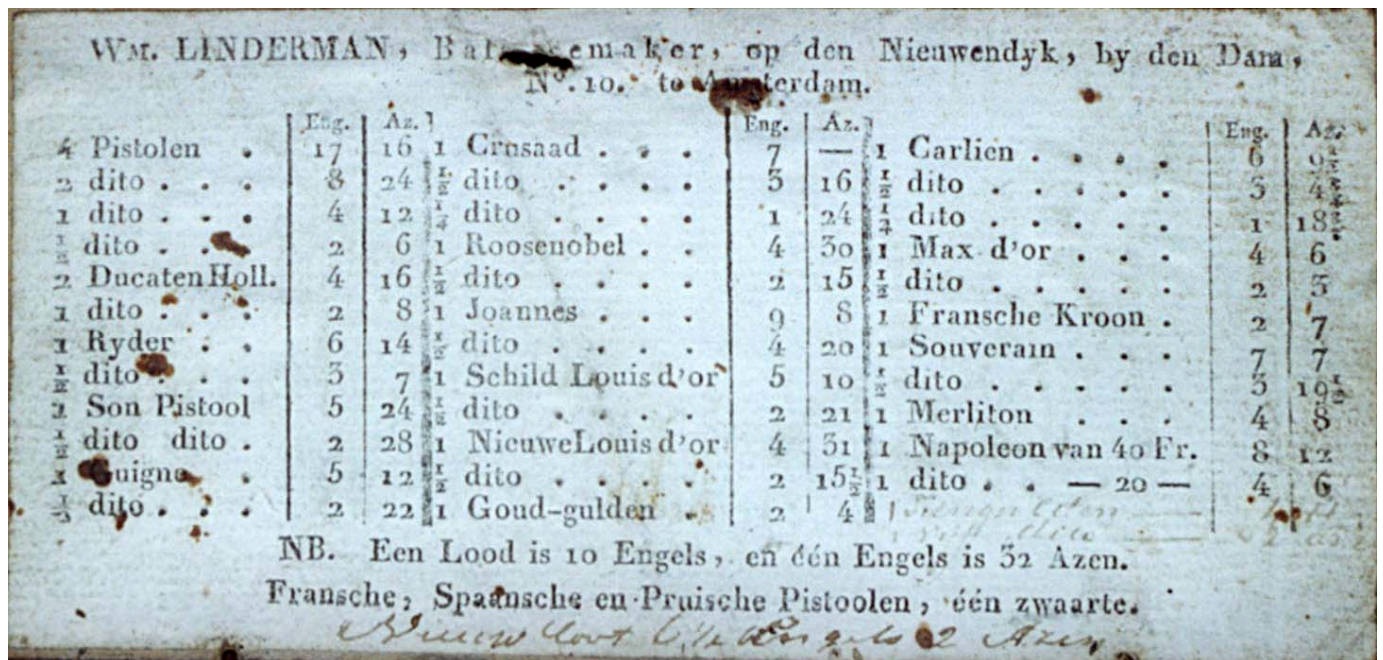 WM. LINDERMAN, Balansemaker, op den Nieuwendyk, by den Dam,
No. 10. te Amsterdam.
Eng. Az. Eng. Az. Eng. Az.
4 Pistolen . 17 16 1 Crusaad . . . 7 — 1 Carlien . . . . 6 9½
2 dito . . . 8 24 ½ dito . . . . 3 16 ½ dito . . . . . 3 4¾
1 dito . . . 4 12 ¼ dito . . . . 1 24 ¼ dito . . . . . 1 18
½ dito . . 2 6 1 Roosenobel . . 4 30 1 Max d'or . . . 4 6
2 Ducaten Holl. 4 16 ½ dito . . . . 2 15 ½ dito . . . . . 2 3
1 dito . . . 2 8 1 Joannes . . . 9 8 1 Fransche Kroon . 2 7
1 Ryder . . 6 14 ½ dito . . . . 4 20 1 Souverain . . . 7 7
½ dito . . . 3 7 1 Schild Louis d'or 5 10 ½ dito . . . . . 3 19½
1 Son Pistool 5 24 ½ dito . . . . 2 21 1 Merliton . . . 4 8
½ dito dito . 2 28 1 Nieuwe Louis d'or 4 31 1 Napoleon van 40 Fr. 8 12
1 Guigne . 5 12 ½ dito . . . . 2 15½ 1 dito . . — 20 — 4 6
½ dito . . . 2 22 1 Goud-gulden . 2 4
NB. Een Lood is 10 Engels, en één Engels is 32 Azen.
Fransche, Spaansche en Pruische Pistoolen, één zwaarte.
Nieuw Engels 2 Azen